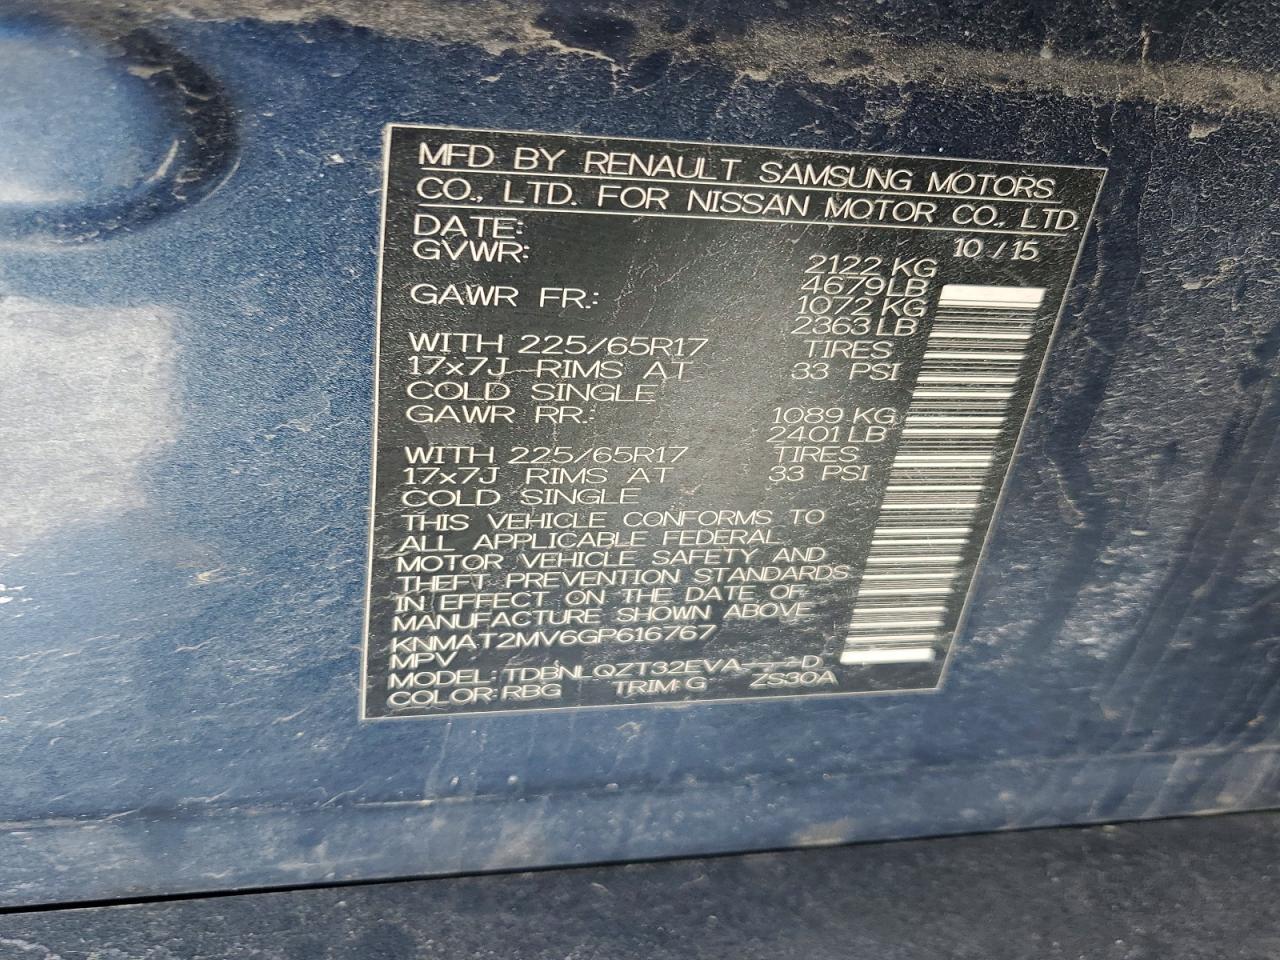 MFD BY RENAULT SAMSUNG MOTORS
CO., LTD. FOR NISSAN MOTOR CO., LTD.
DATE: 10 / 15
GVWR: 2122 KG
4679 LB
GAWR FR.: 1072 KG
2363 LB
WITH 225/65R17 TIRES
17x7J RIMS AT 33 PSI
COLD SINGLE
GAWR RR.: 1089 KG
2401 LB
WITH 225/65R17 TIRES
17x7J RIMS AT 33 PSI
COLD SINGLE
THIS VEHICLE CONFORMS TO
ALL APPLICABLE FEDERAL
MOTOR VEHICLE SAFETY AND
THEFT PREVENTION STANDARDS
IN EFFECT ON THE DATE OF
MANUFACTURE SHOWN ABOVE
KNMAT2MV6GP616767
MPV
MODEL: TDBNLQZT32EVA---D
COLOR: RBG TRIM: G ZS30A